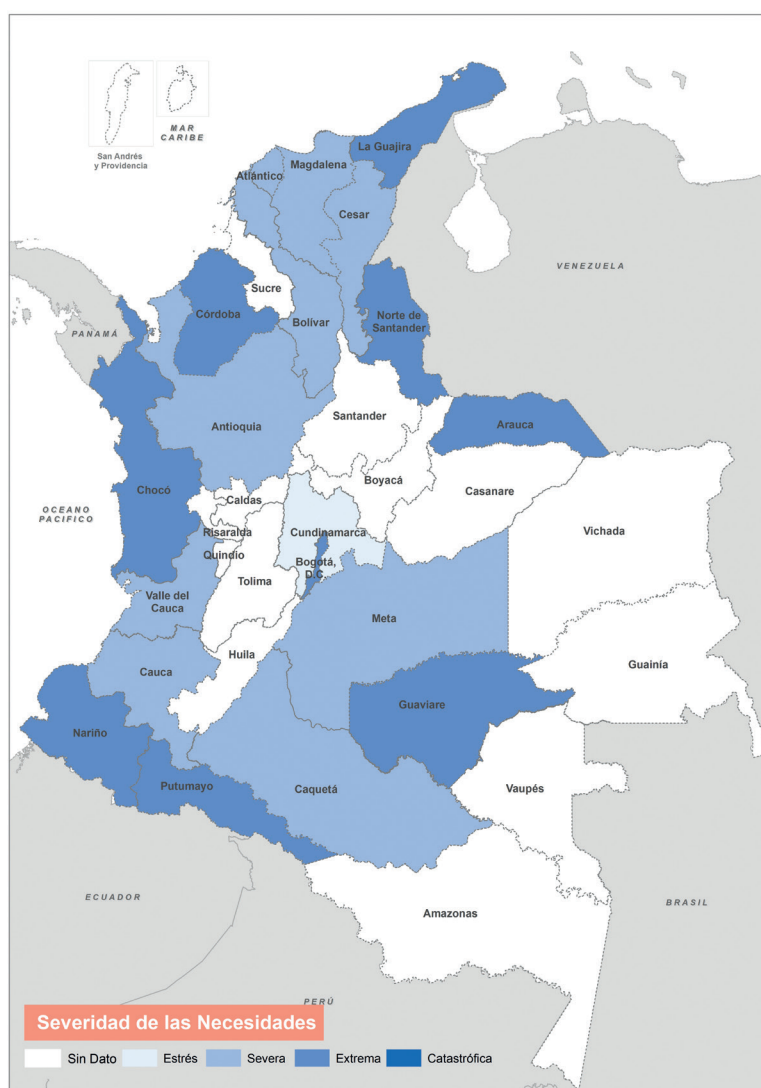 MAR
CARIBE
San Andrés
y Providencia
La Guajira
Magdalena
Atlántico
Cesar
VENEZUELA
Sucre
Córdoba
Norte de
Santander
Bolívar
PANAMÁ
Santander
Arauca
Antioquia
Boyacá
Chocó
Casanare
Caldas
OCEANO
PACIFICO
Vichada
Risaralda
Cundinamarca
Quindío
Bogotá,
D.C
Tolima
Valle del
Cauca
Meta
Huila
Guainía
Cauca
Guaviare
Nariño
Putumayo
Caquetá
Vaupés
ECUADOR
BRASIL
Amazonas
PERÚ
Severidad de las Necesidades
Sin Dato Estrés Severa Extrema Catastrófica